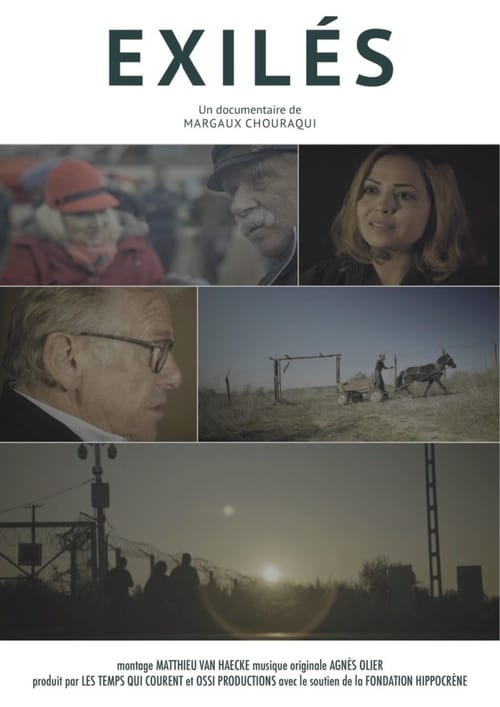 EXILÉS
Un documentaire de
MARGAUX CHOURAQUI
montage MATTHIEU VAN HAECKE musique originale AGNÈS OLIER
produit par LES TEMPS QUI COURENT et OSSI PRODUCTIONS avec le soutien de la FONDATION HIPPOCRÈNE